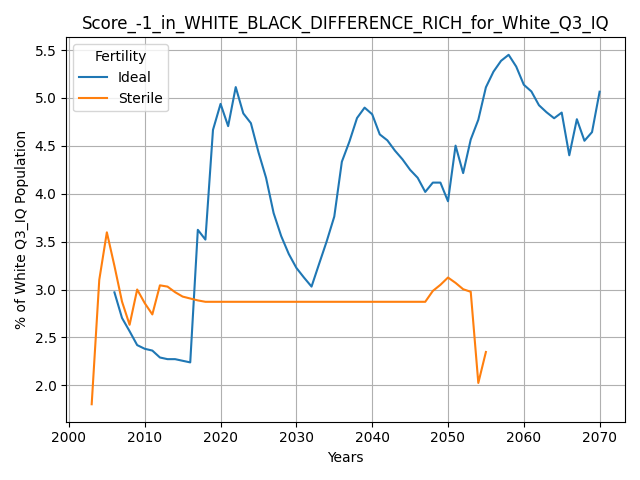 Score_-1_in_WHITE_BLACK_DIFFERENCE_RICH_for_White_Q3_IQ
Fertility
Ideal
Sterile
% of White Q3_IQ Population
5.5
5.0
4.5
4.0
3.5
3.0
2.5
2.0
2000 2010 2020 2030 2040 2050 2060 2070
Years